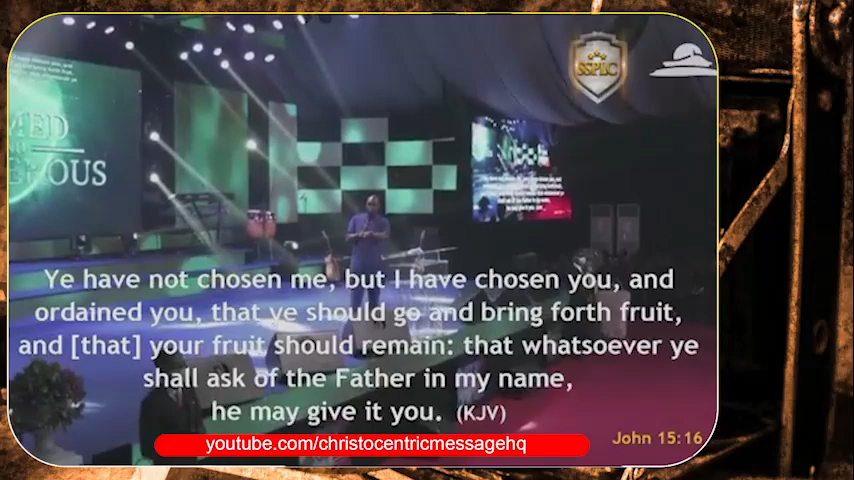 SSPLC
MED
OUS
Ye have not chosen me, but I have chosen you, and
ordained you, that ye should go and bring forth fruit,
and [that] your fruit should remain: that whatsoever ye
shall ask of the Father in my name,
he may give it you. (KJV)
youtube.com/christocentricmessagehq
John 15:16